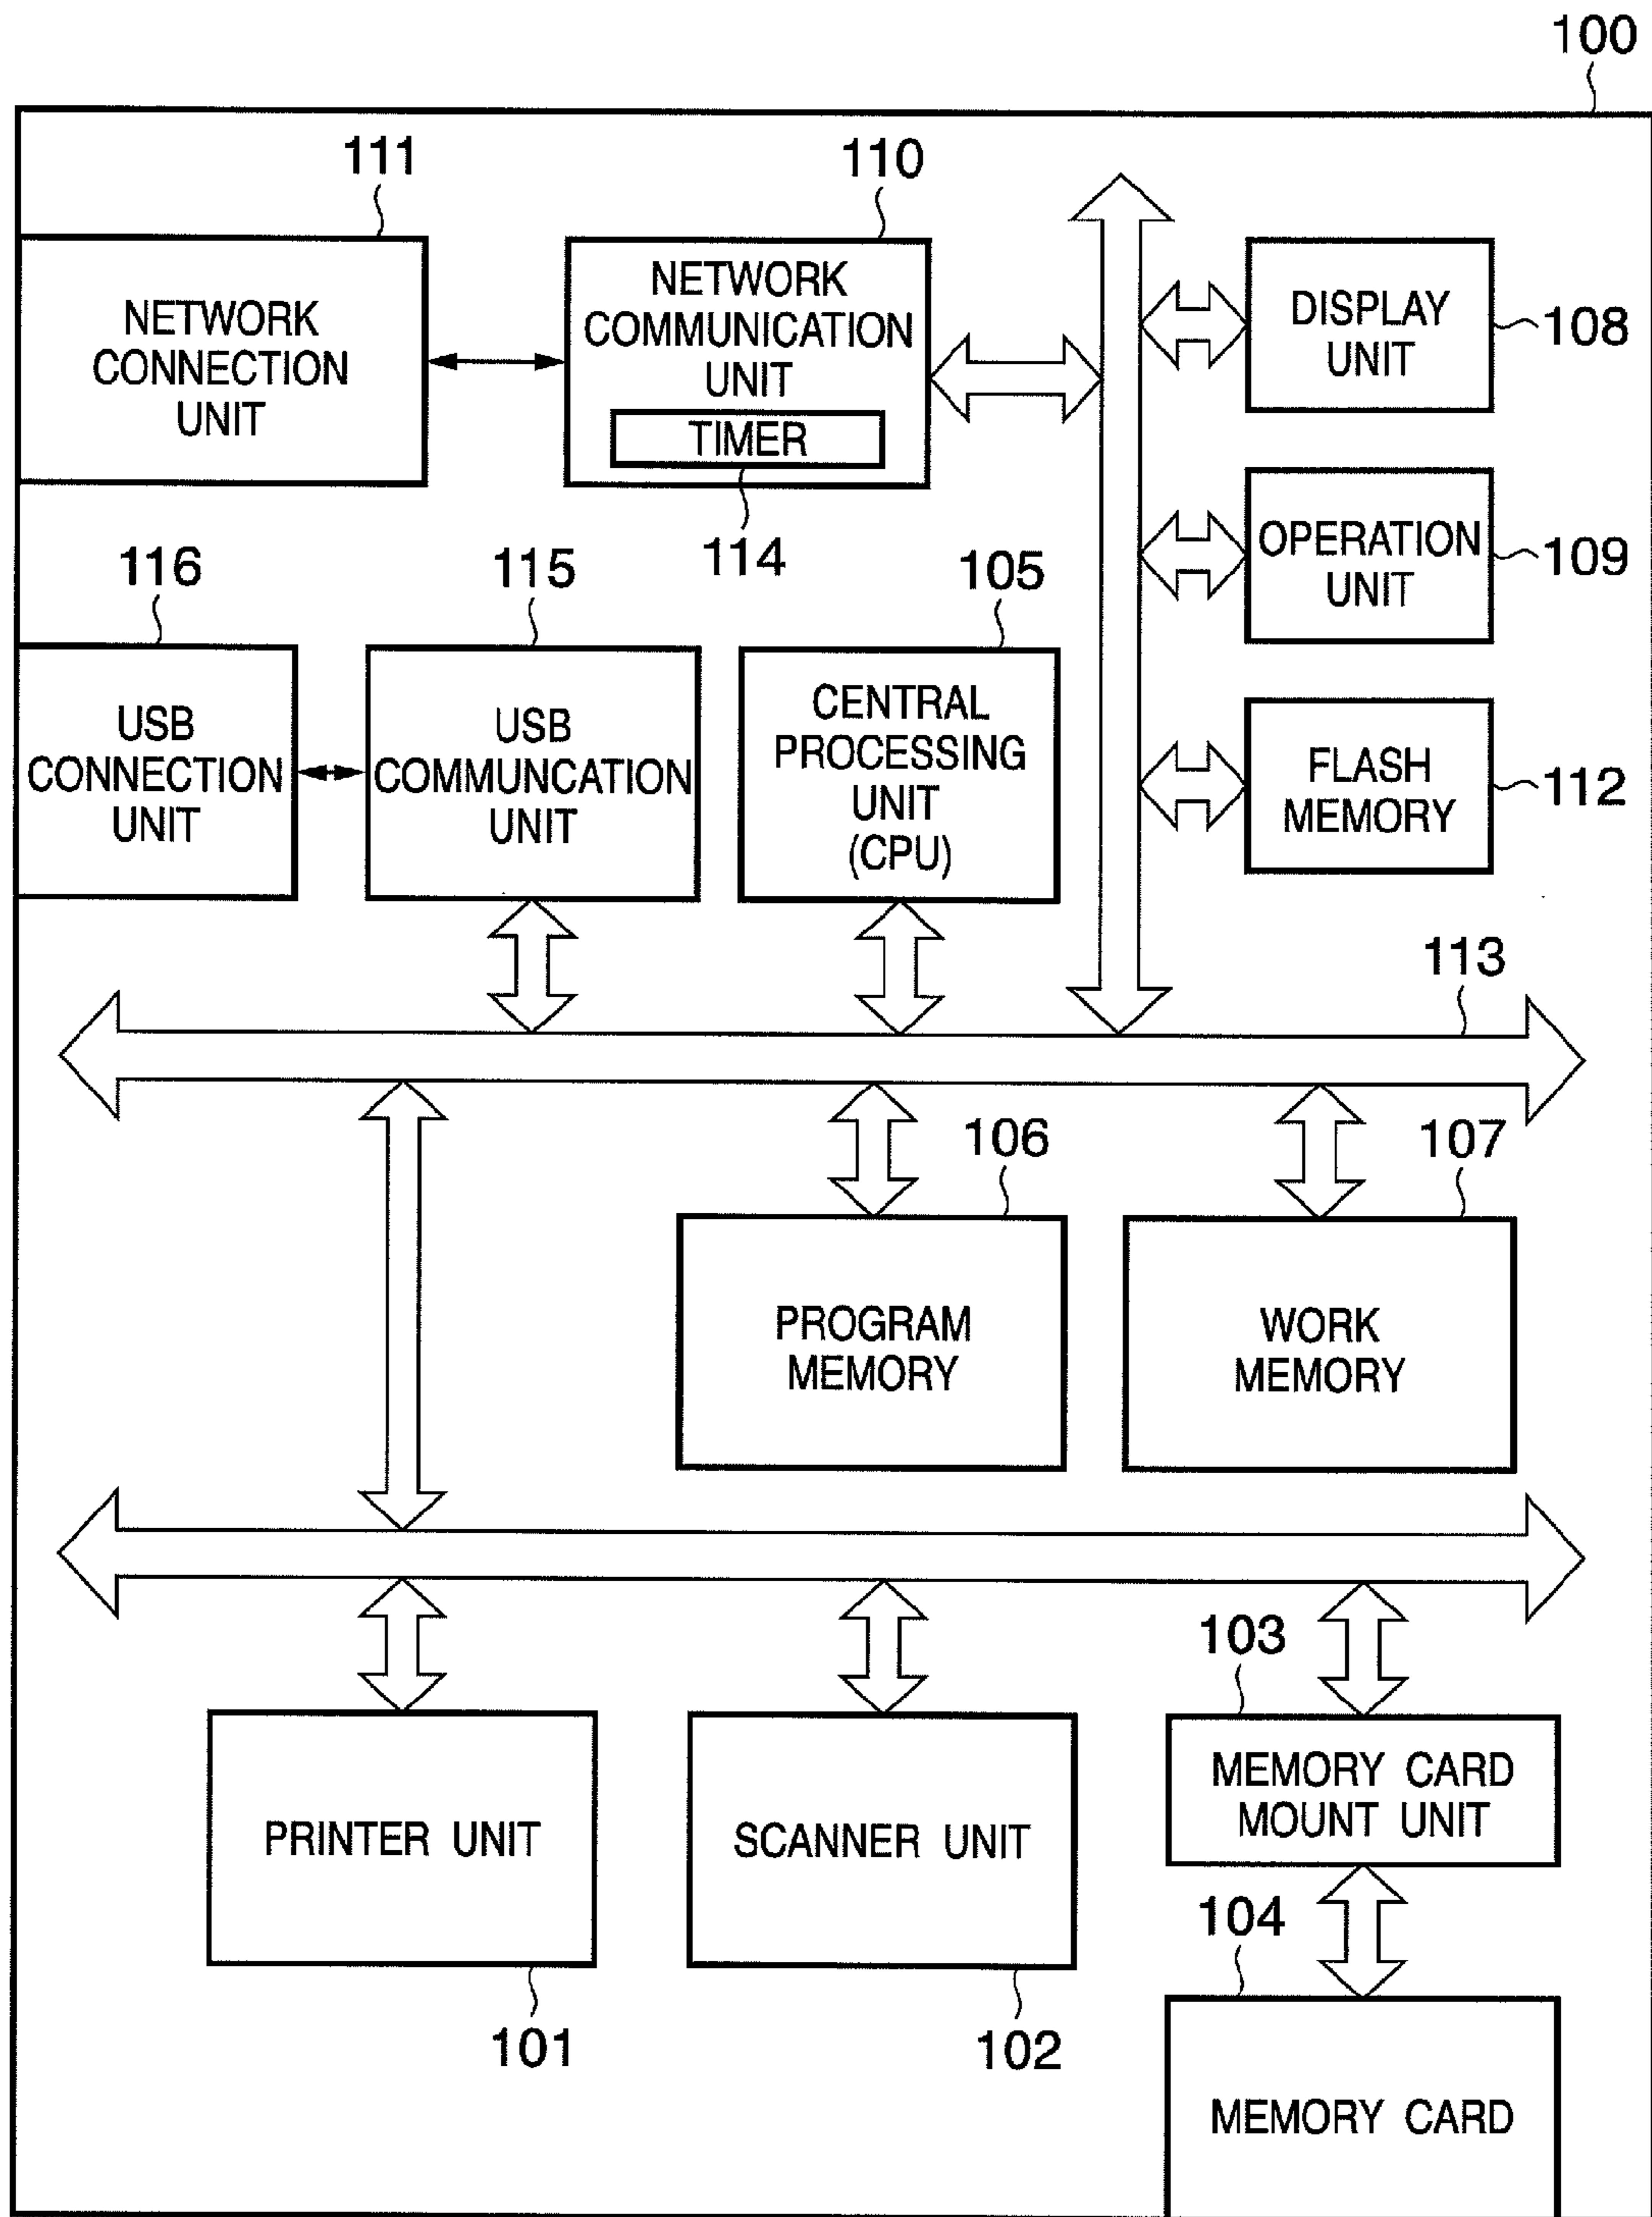 100
111
110
NETWORK
CONNECTION
UNIT
NETWORK
COMMUNICATION
UNIT
TIMER
114
DISPLAY
UNIT
108
OPERATION
UNIT
109
116
115
105
USB
CONNECTION
UNIT
USB
COMMUNCATION
UNIT
CENTRAL
PROCESSING
UNIT
(CPU)
FLASH
MEMORY
112
113
106
107
PROGRAM
MEMORY
WORK
MEMORY
103
PRINTER UNIT
101
SCANNER UNIT
102
MEMORY CARD
MOUNT UNIT
104
MEMORY CARD